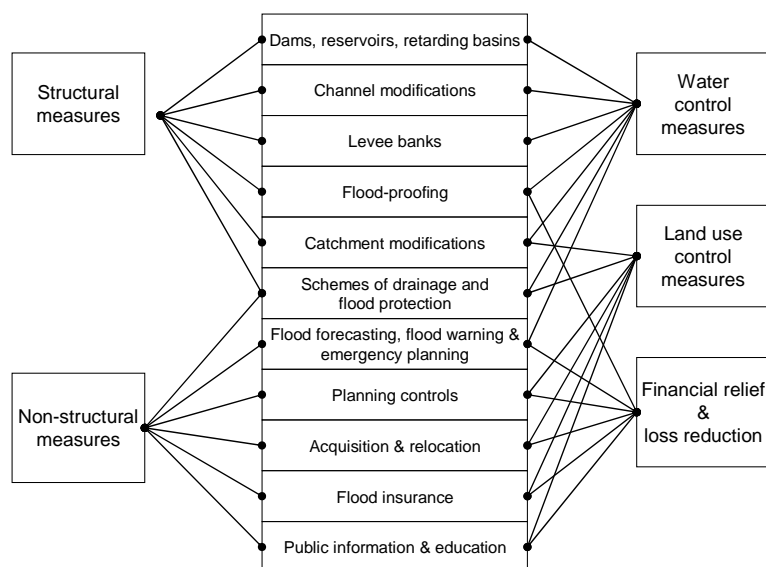 Structural
measures
Non-structural
measures
Dams, reservoirs, retarding basins
Channel modifications
Levee banks
Flood-proofing
Catchment modifications
Schemes of drainage and
flood protection
Flood forecasting, flood warning &
emergency planning
Planning controls
Acquisition & relocation
Flood insurance
Public information & education
Water
control
measures
Land use
control
measures
Financial relief
&
loss reduction